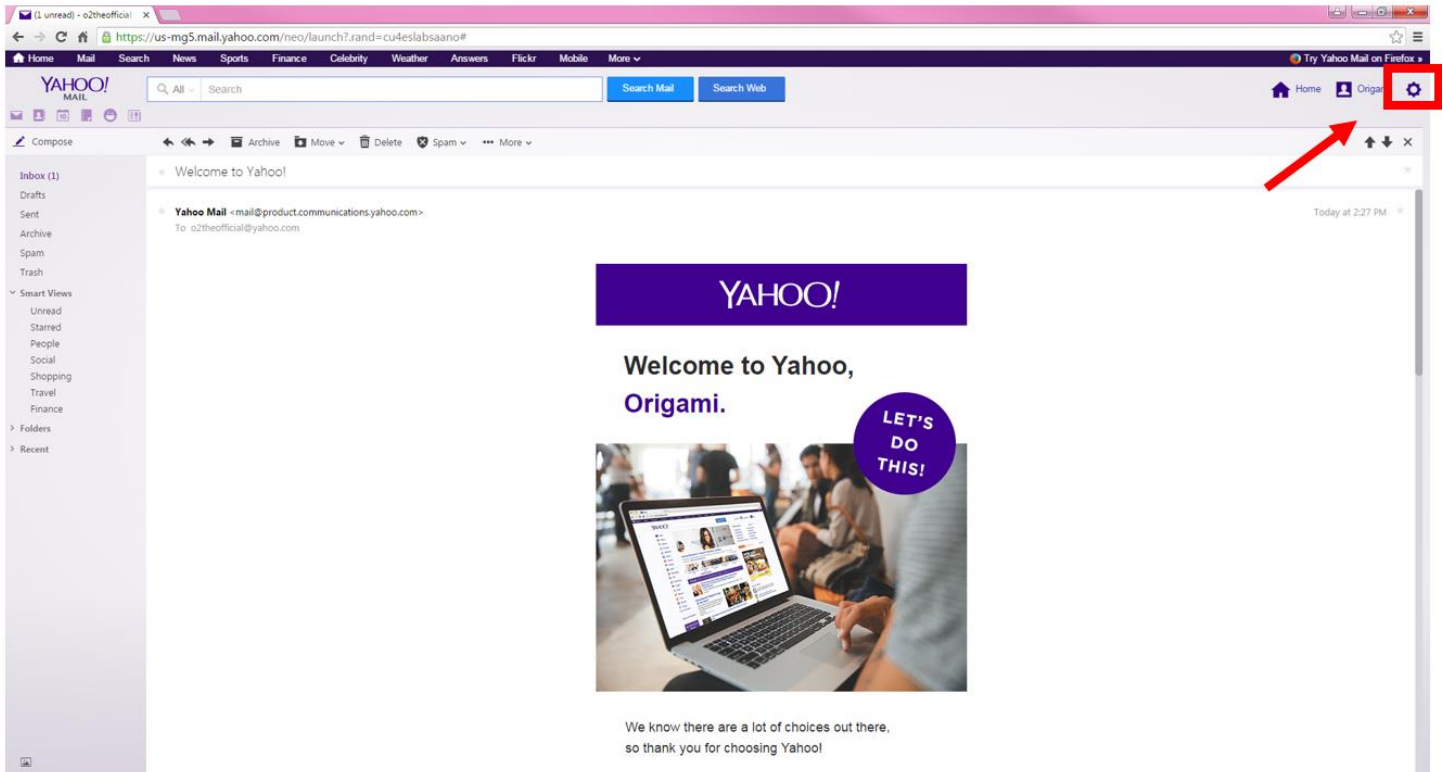 (1 unread) - o2theofficial
https://us-mg5.mail.yahoo.com/neo/launch?.rand=cu4eslabsaano#
Home Mail Search News Sports Finance Celebrity Weather Answers Flickr Mobile More Try Yahoo Mail on Firefox »
YAHOO!
MAIL
All Search Search Mail Search Web Home Origam
Compose Archive Move Delete Spam More
Inbox (1)
Drafts
Sent
Archive
Spam
Trash
Smart Views
Unread
Starred
People
Social
Shopping
Travel
Finance
Folders
Recent
Welcome to Yahoo!
Yahoo Mail <mail@product.communications.yahoo.com> Today at 2:27 PM
To o2theofficial@yahoo.com
YAHOO!
Welcome to Yahoo,
Origami.
LET'S
DO
THIS!
YAHOO!
We know there are a lot of choices out there,
so thank you for choosing Yahoo!